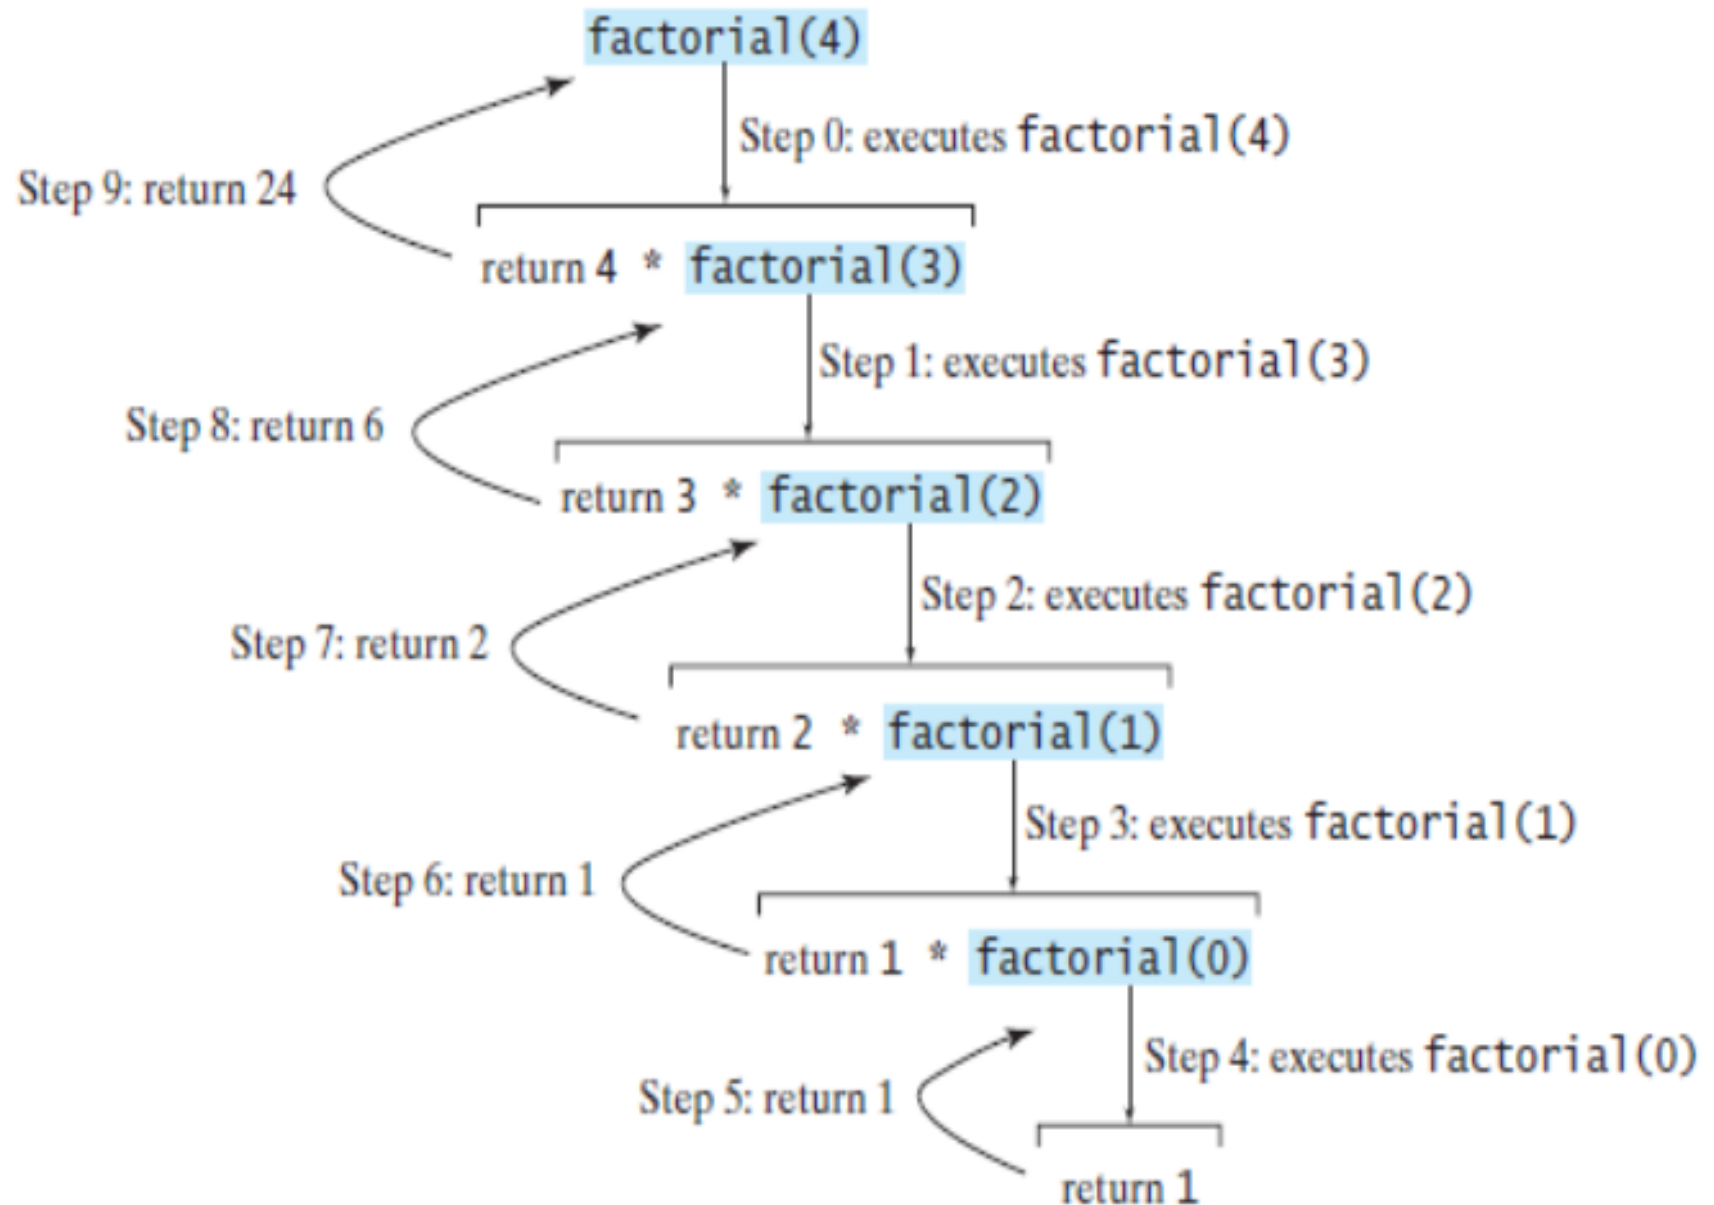 factorial(4)
Step 0: executes factorial(4)
Step 9: return 24
return 4 * factorial(3)
Step 1: executes factorial(3)
Step 8: return 6
return 3 * factorial(2)
Step 2: executes factorial(2)
Step 7: return 2
return 2 * factorial(1)
Step 3: executes factorial(1)
Step 6: return 1
return 1 * factorial(0)
Step 4: executes factorial(0)
Step 5: return 1
return 1